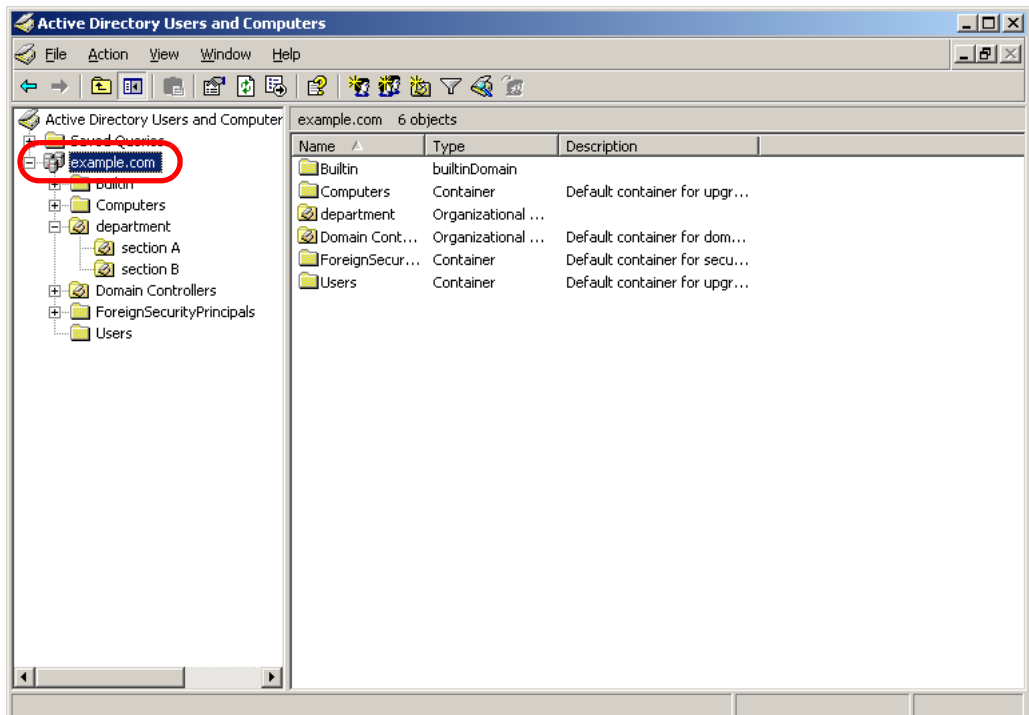 Active Directory Users and Computers
File Action View Window Help
Active Directory Users and Computer
example.com 6 objects
Saved Queries
example.com
Builtin
Computers
department
section A
section B
Domain Controllers
ForeignSecurityPrincipals
Users
Name Type Description
Builtin builtinDomain
Computers Container Default container for upgr...
department Organizational ...
Domain Cont... Organizational ... Default container for dom...
ForeignSecur... Container Default container for secu...
Users Container Default container for upgr...